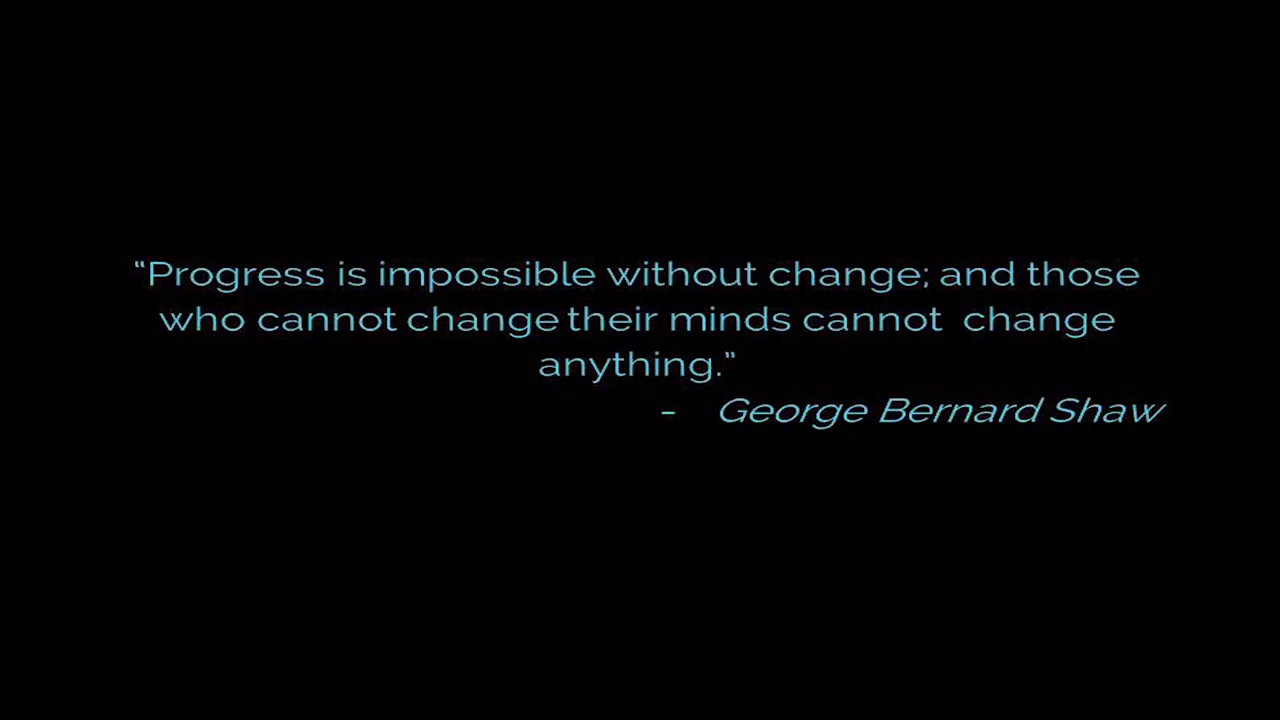 “Progress is impossible without change; and those
who cannot change their minds cannot  change
anything.”
-    George Bernard Shaw